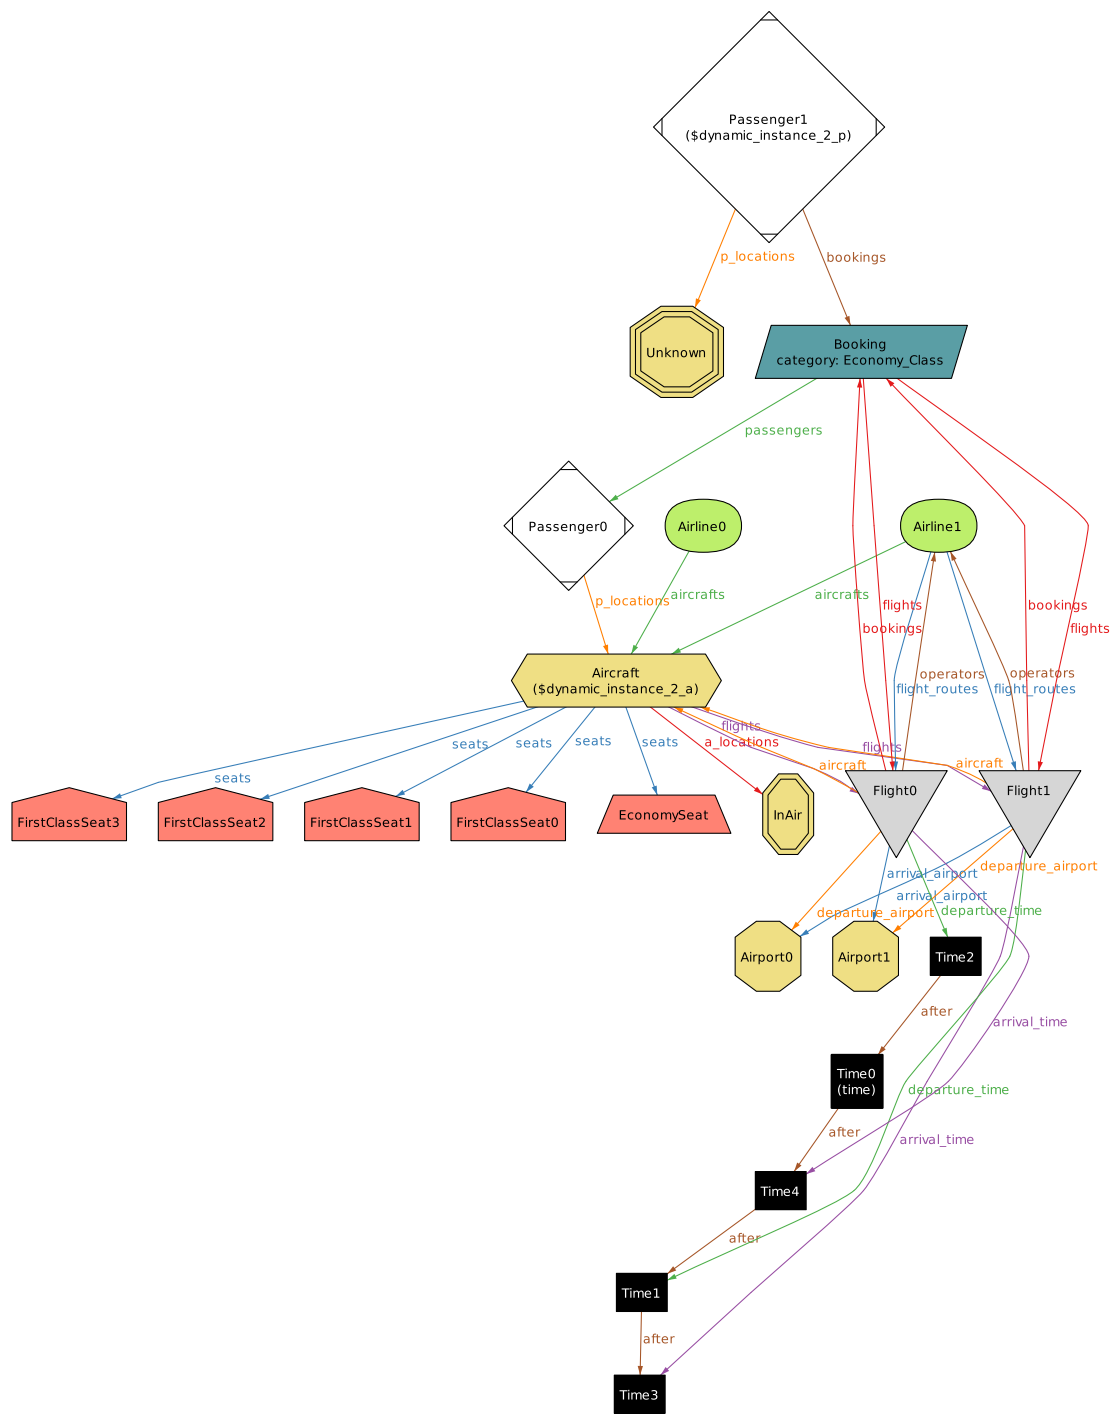 Passenger1
($dynamic_instance_2_p)
p_locations
bookings
Unknown
Booking
category: Economy_Class
passengers
Passenger0
Airline0
Airline1
p_locations
aircrafts
aircrafts
flights
bookings
bookings
flights
Aircraft
($dynamic_instance_2_a)
operators
flight_routes
operators
flight_routes
seats
seats
seats
seats
seats
a_locations
flights
aircraft
flights
aircraft
FirstClassSeat3
FirstClassSeat2
FirstClassSeat1
FirstClassSeat0
EconomySeat
InAir
Flight0
Flight1
arrival_airport
departure_airport
arrival_airport
departure_airport
departure_time
Airport0
Airport1
Time2
after
arrival_time
Time0
(time)
departure_time
after
arrival_time
Time4
after
Time1
after
Time3